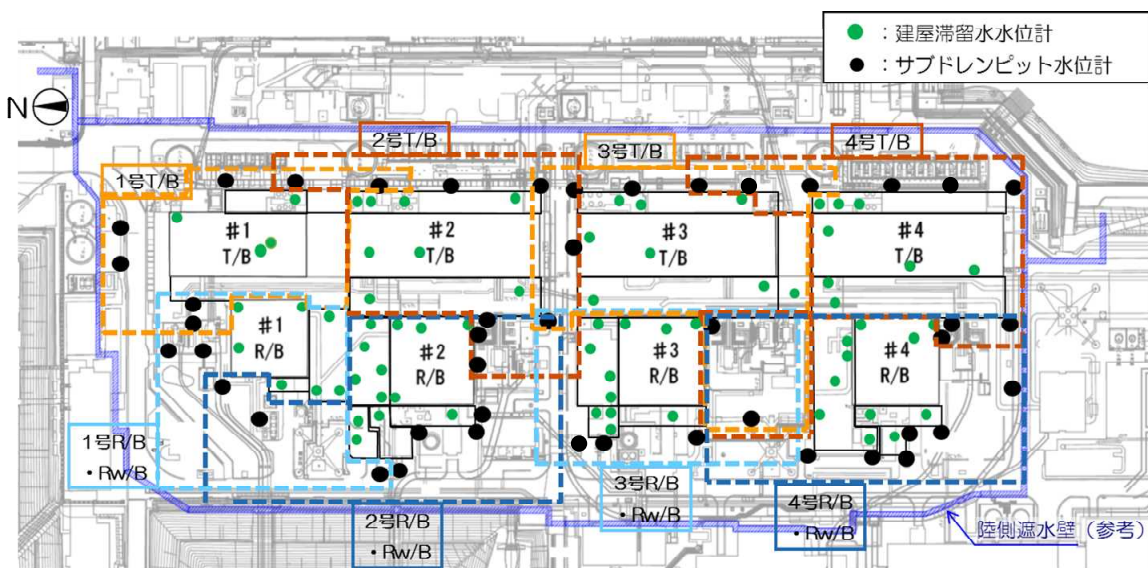 ● :建屋滞留水水位計
● :サブドレンピット水位計
N
2号T/B
3号T/B
4号T/B
1号T/B
#1
T/B
#2
T/B
#3
T/B
#4
T/B
#1
R/B
#2
R/B
#3
R/B
#4
R/B
1号R/B
・Rw/B
2号R/B
・Rw/B
3号R/B
・Rw/B
4号R/B
・Rw/B
陸側遮水壁(参考)